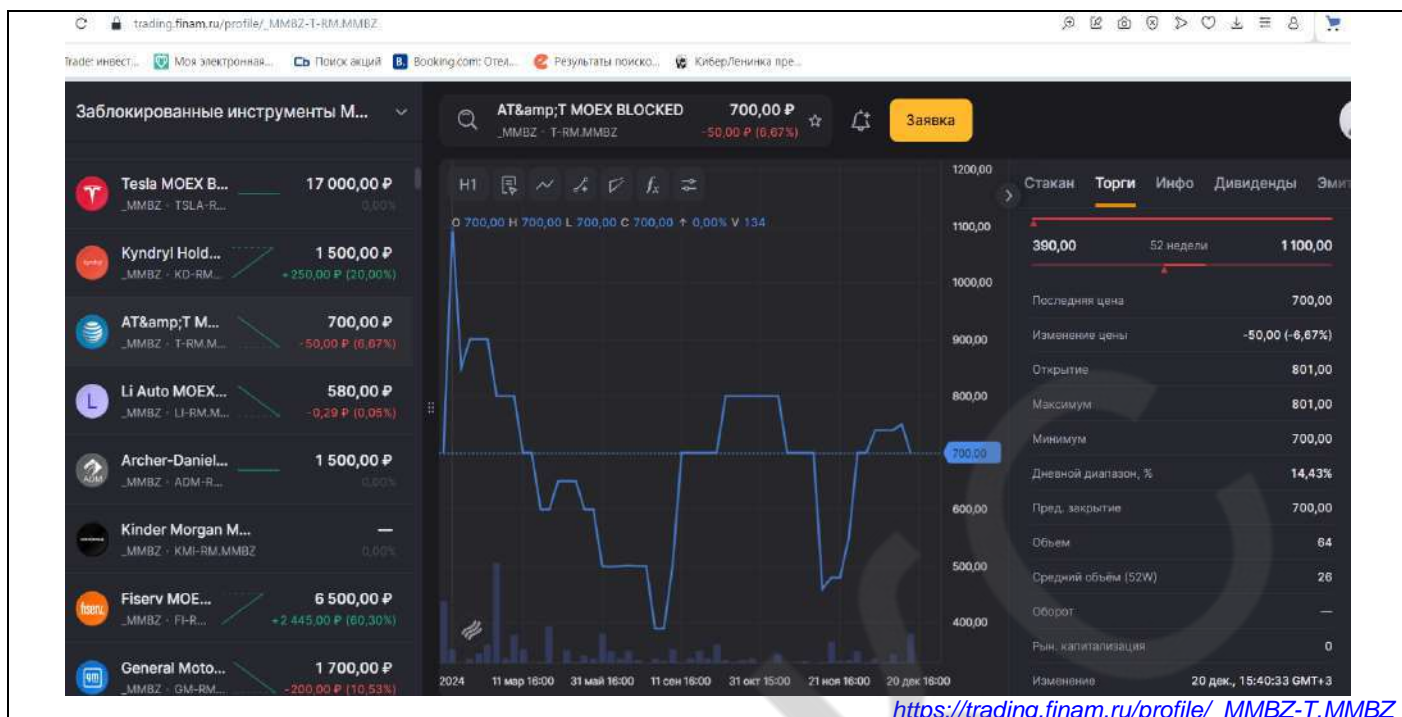 trading.finam.ru/profile/_MMBZ-T-RM.MMBZ
Trade: инвест... Моя электронная... Поиск акций Booking.com: Отел... Результаты поиско... КиберЛенинка пре...
Заблокированные инструменты М...
AT&amp;T MOEX BLOCKED 700,00 ₽
_MMBZ · T-RM.MMBZ -50,00 ₽ (6,67%)
Заявка
Tesla MOEX B... 17 000,00 ₽
_MMBZ · TSLA-R... 0,00%
Kyndryl Hold... 1 500,00 ₽
_MMBZ · KD-RM... +250,00 ₽ (20,00%)
AT&amp;T M... 700,00 ₽
_MMBZ · T-RM.M... -50,00 ₽ (6,67%)
Li Auto MOEX... 580,00 ₽
_MMBZ · LI-RM.M... -0,29 ₽ (0,05%)
Archer-Daniel... 1 500,00 ₽
_MMBZ · ADM-R... 0,00%
Kinder Morgan M... —
_MMBZ · KMI-RM.MMBZ 0,00%
Fiserv MOE... 6 500,00 ₽
_MMBZ · FI-R... +2 445,00 ₽ (60,30%)
General Moto... 1 700,00 ₽
_MMBZ · GM-RM... -200,00 ₽ (10,53%)
H1
O 700,00 H 700,00 L 700,00 C 700,00 ↑ 0,00% V 134
1200,00
1100,00
1000,00
900,00
800,00
700,00
600,00
500,00
400,00
2024 11 мар 16:00 31 май 16:00 11 сен 16:00 31 окт 15:00 21 ноя 16:00 20 дек 16:00
Стакан Торги Инфо Дивиденды Эмит
390,00 52 недели 1100,00
Последняя цена 700,00
Изменение цены -50,00 (-6,67%)
Открытие 801,00
Максимум 801,00
Минимум 700,00
Дневной диапазон, % 14,43%
Пред. закрытие 700,00
Объем 64
Средний объём (52W) 26
Оборот —
Рын. капитализация 0
Изменение 20 дек., 15:40:33 GMT+3
https://trading.finam.ru/profile/_MMBZ-T.MMBZ